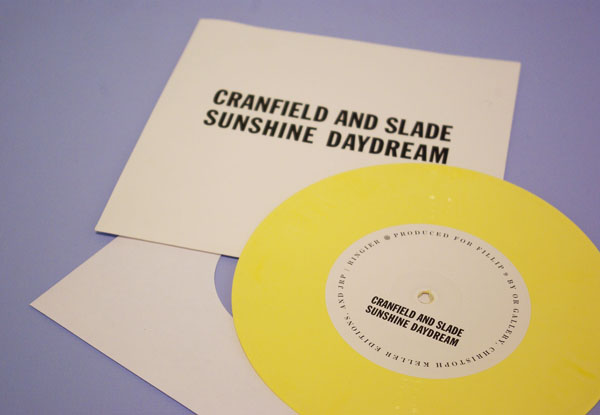 CRANFIELD AND SLADE
SUNSHINE DAYDREAM
PRODUCED FOR FILLIP 9 BY OR GALLERY, CHRISTOPH KELLER EDITIONS, AND JRP | RINGIER
CRANFIELD AND SLADE
SUNSHINE DAYDREAM